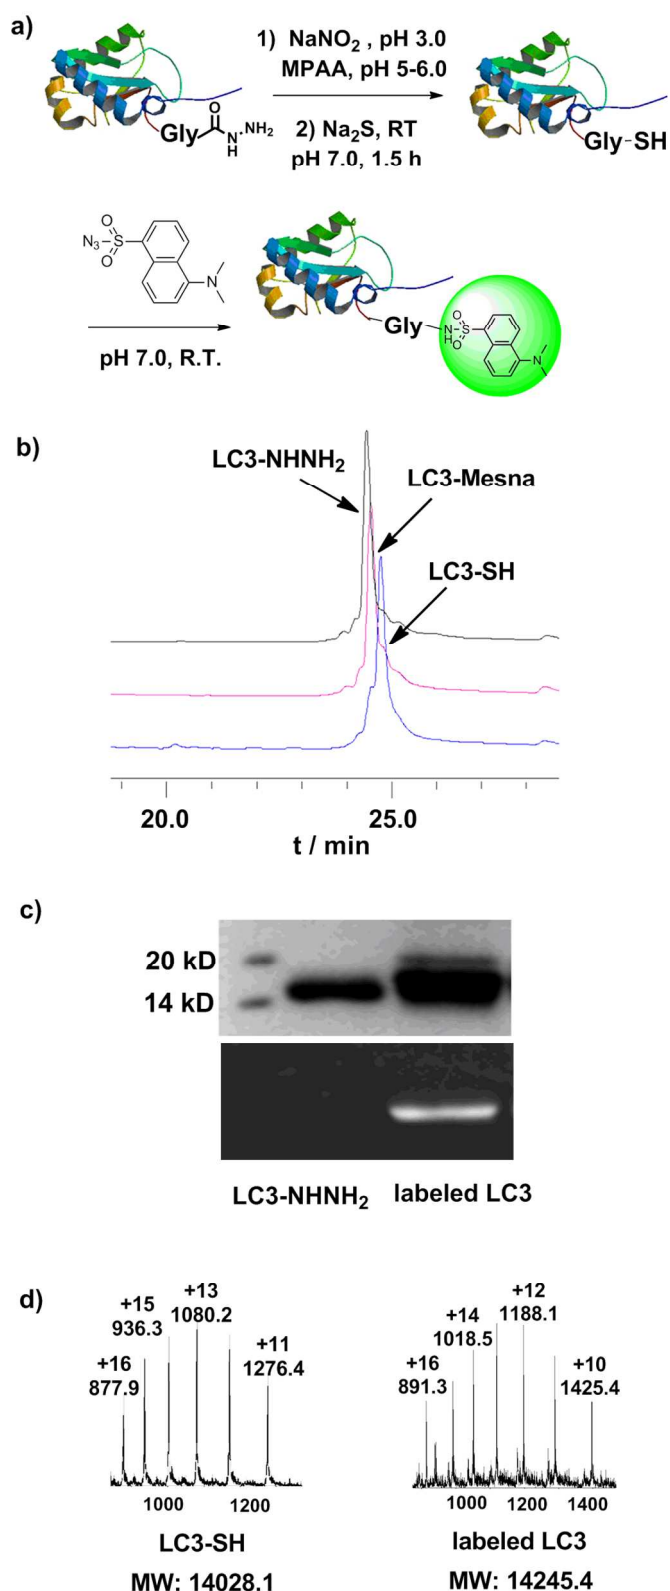 a)
1) NaNO2 , pH 3.0
MPAA, pH 5-6.0
2) Na2S, RT
pH 7.0, 1.5 h
Gly
O
N
H
NH2
Gly-SH
N3
S
O
O
N
pH 7.0, R.T.
Gly
N
H
S
O
O
N
b)
LC3-NHNH2
LC3-Mesna
LC3-SH
20.0
25.0
t / min
c)
20 kD
14 kD
LC3-NHNH2
labeled LC3
d)
+16
877.9
+15
936.3
+13
1080.2
+11
1276.4
1000
1200
LC3-SH
MW: 14028.1
+16
891.3
+14
1018.5
+12
1188.1
+10
1425.4
1000
1200
1400
labeled LC3
MW: 14245.4